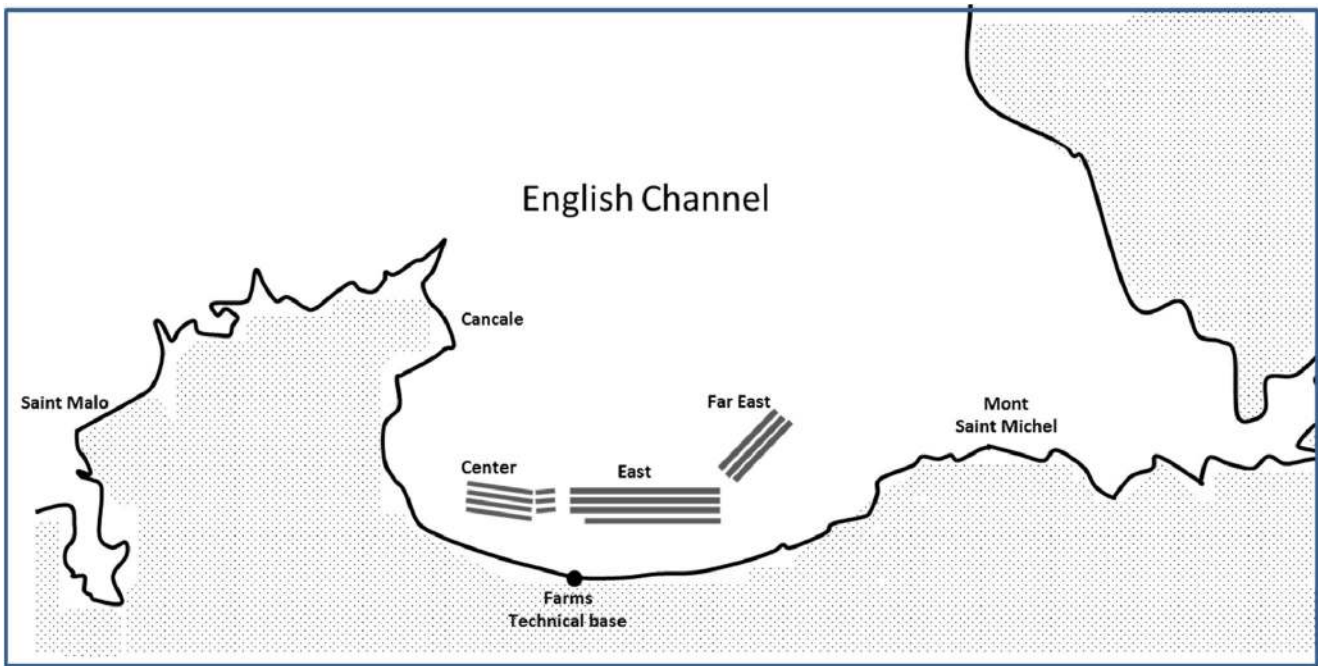 English Channel
Cancale
Saint Malo
Far East
Mont
Saint Michel
Center
East
Farms
Technical base